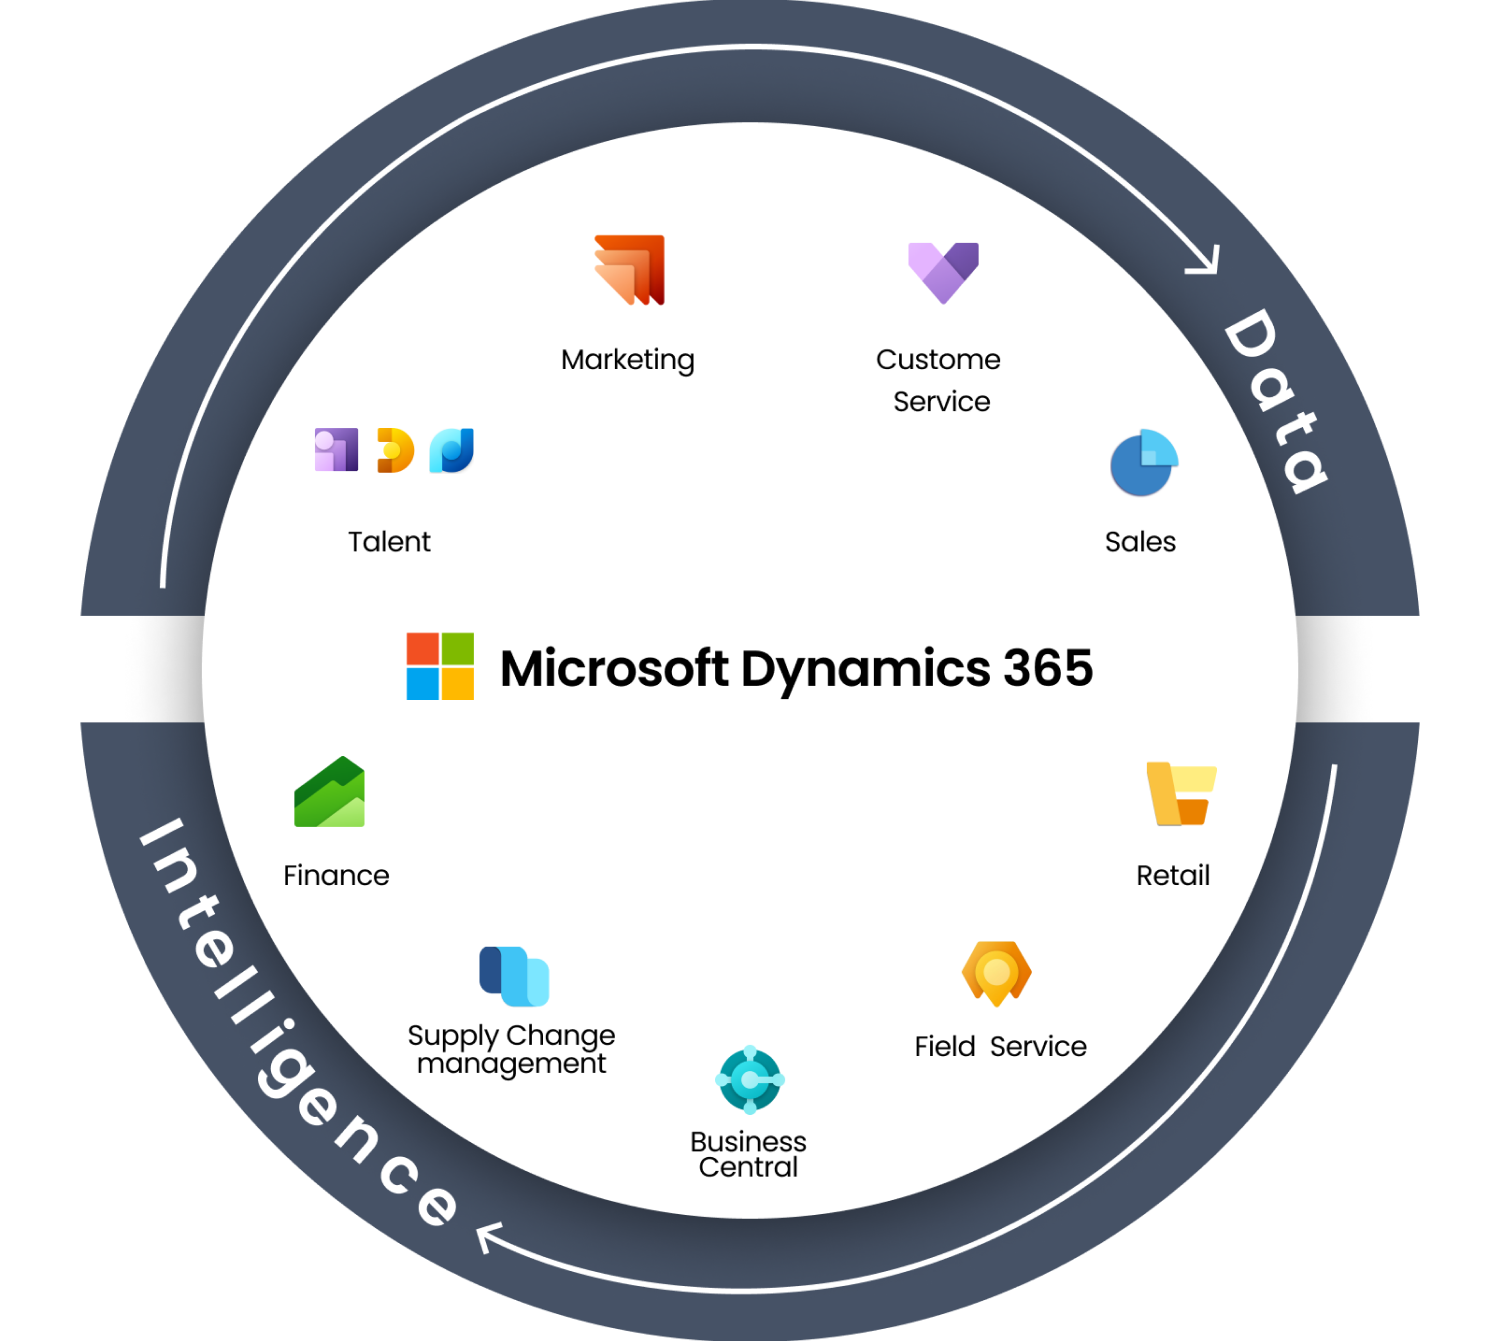 Data
Marketing
Custome
Service
Talent
Sales
Microsoft Dynamics 365
Finance
Retail
Supply Change
management
Field  Service
Business
Central
Intelligence